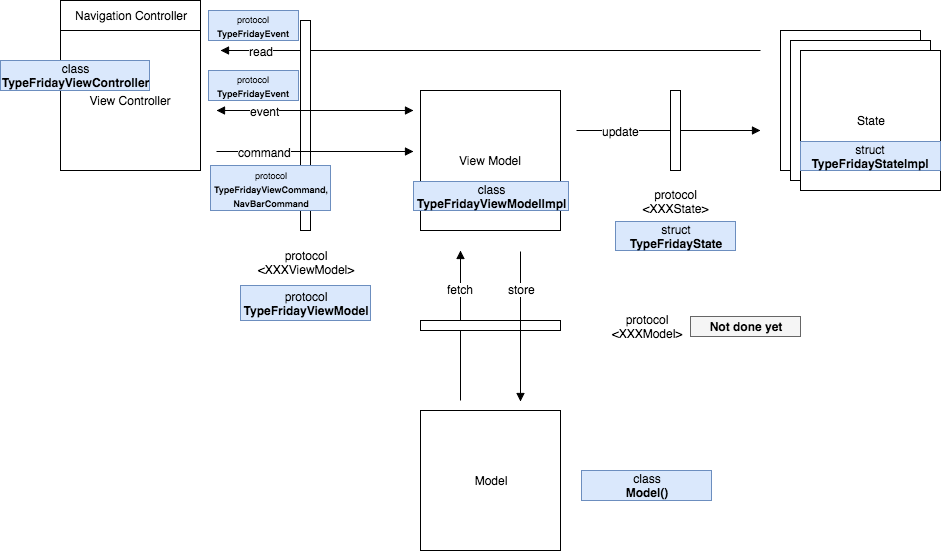 Navigation Controller
protocol
TypeFridayEvent
read
class
TypeFridayViewController
View Controller
protocol
TypeFridayEvent
event
command
protocol
TypeFridayViewCommand,
NavBarCommand
View Model
class
TypeFridayViewModelImpl
update
State
struct
TypeFridayStateImpl
protocol
<XXXState>
struct
TypeFridayState
protocol
<XXXViewModel>
protocol
TypeFridayViewModel
fetch
store
protocol
<XXXModel>
Not done yet
Model
class
Model()